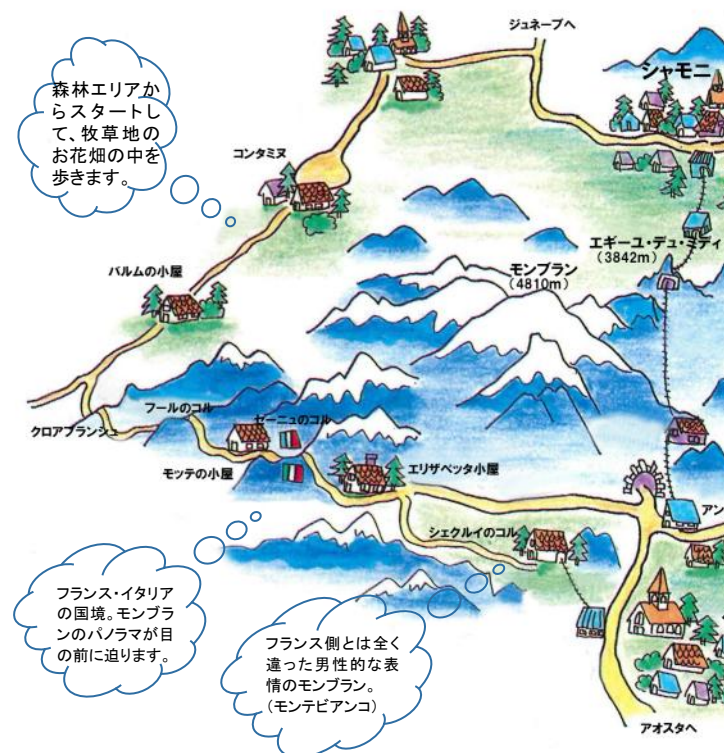 ジュネーブへ
シャモニ
森林エリアか
らスタートし
て、牧草地の
お花畑の中を
歩きます。
コンタミヌ
エギーユ・デュ・ミディ
(3842m)
モンブラン
(4810m)
バルムの小屋
フールのコル
セーニュのコル
クロアブランシュ
モッテの小屋
エリザベッタ小屋
アン
シェクルイのコル
フランス・イタリア
の国境。モンブラ
ンのパノラマが目
の前に迫ります。
フランス側とは全く
違った男性的な表
情のモンブラン。
(モンテビアンコ)
アオスタへ